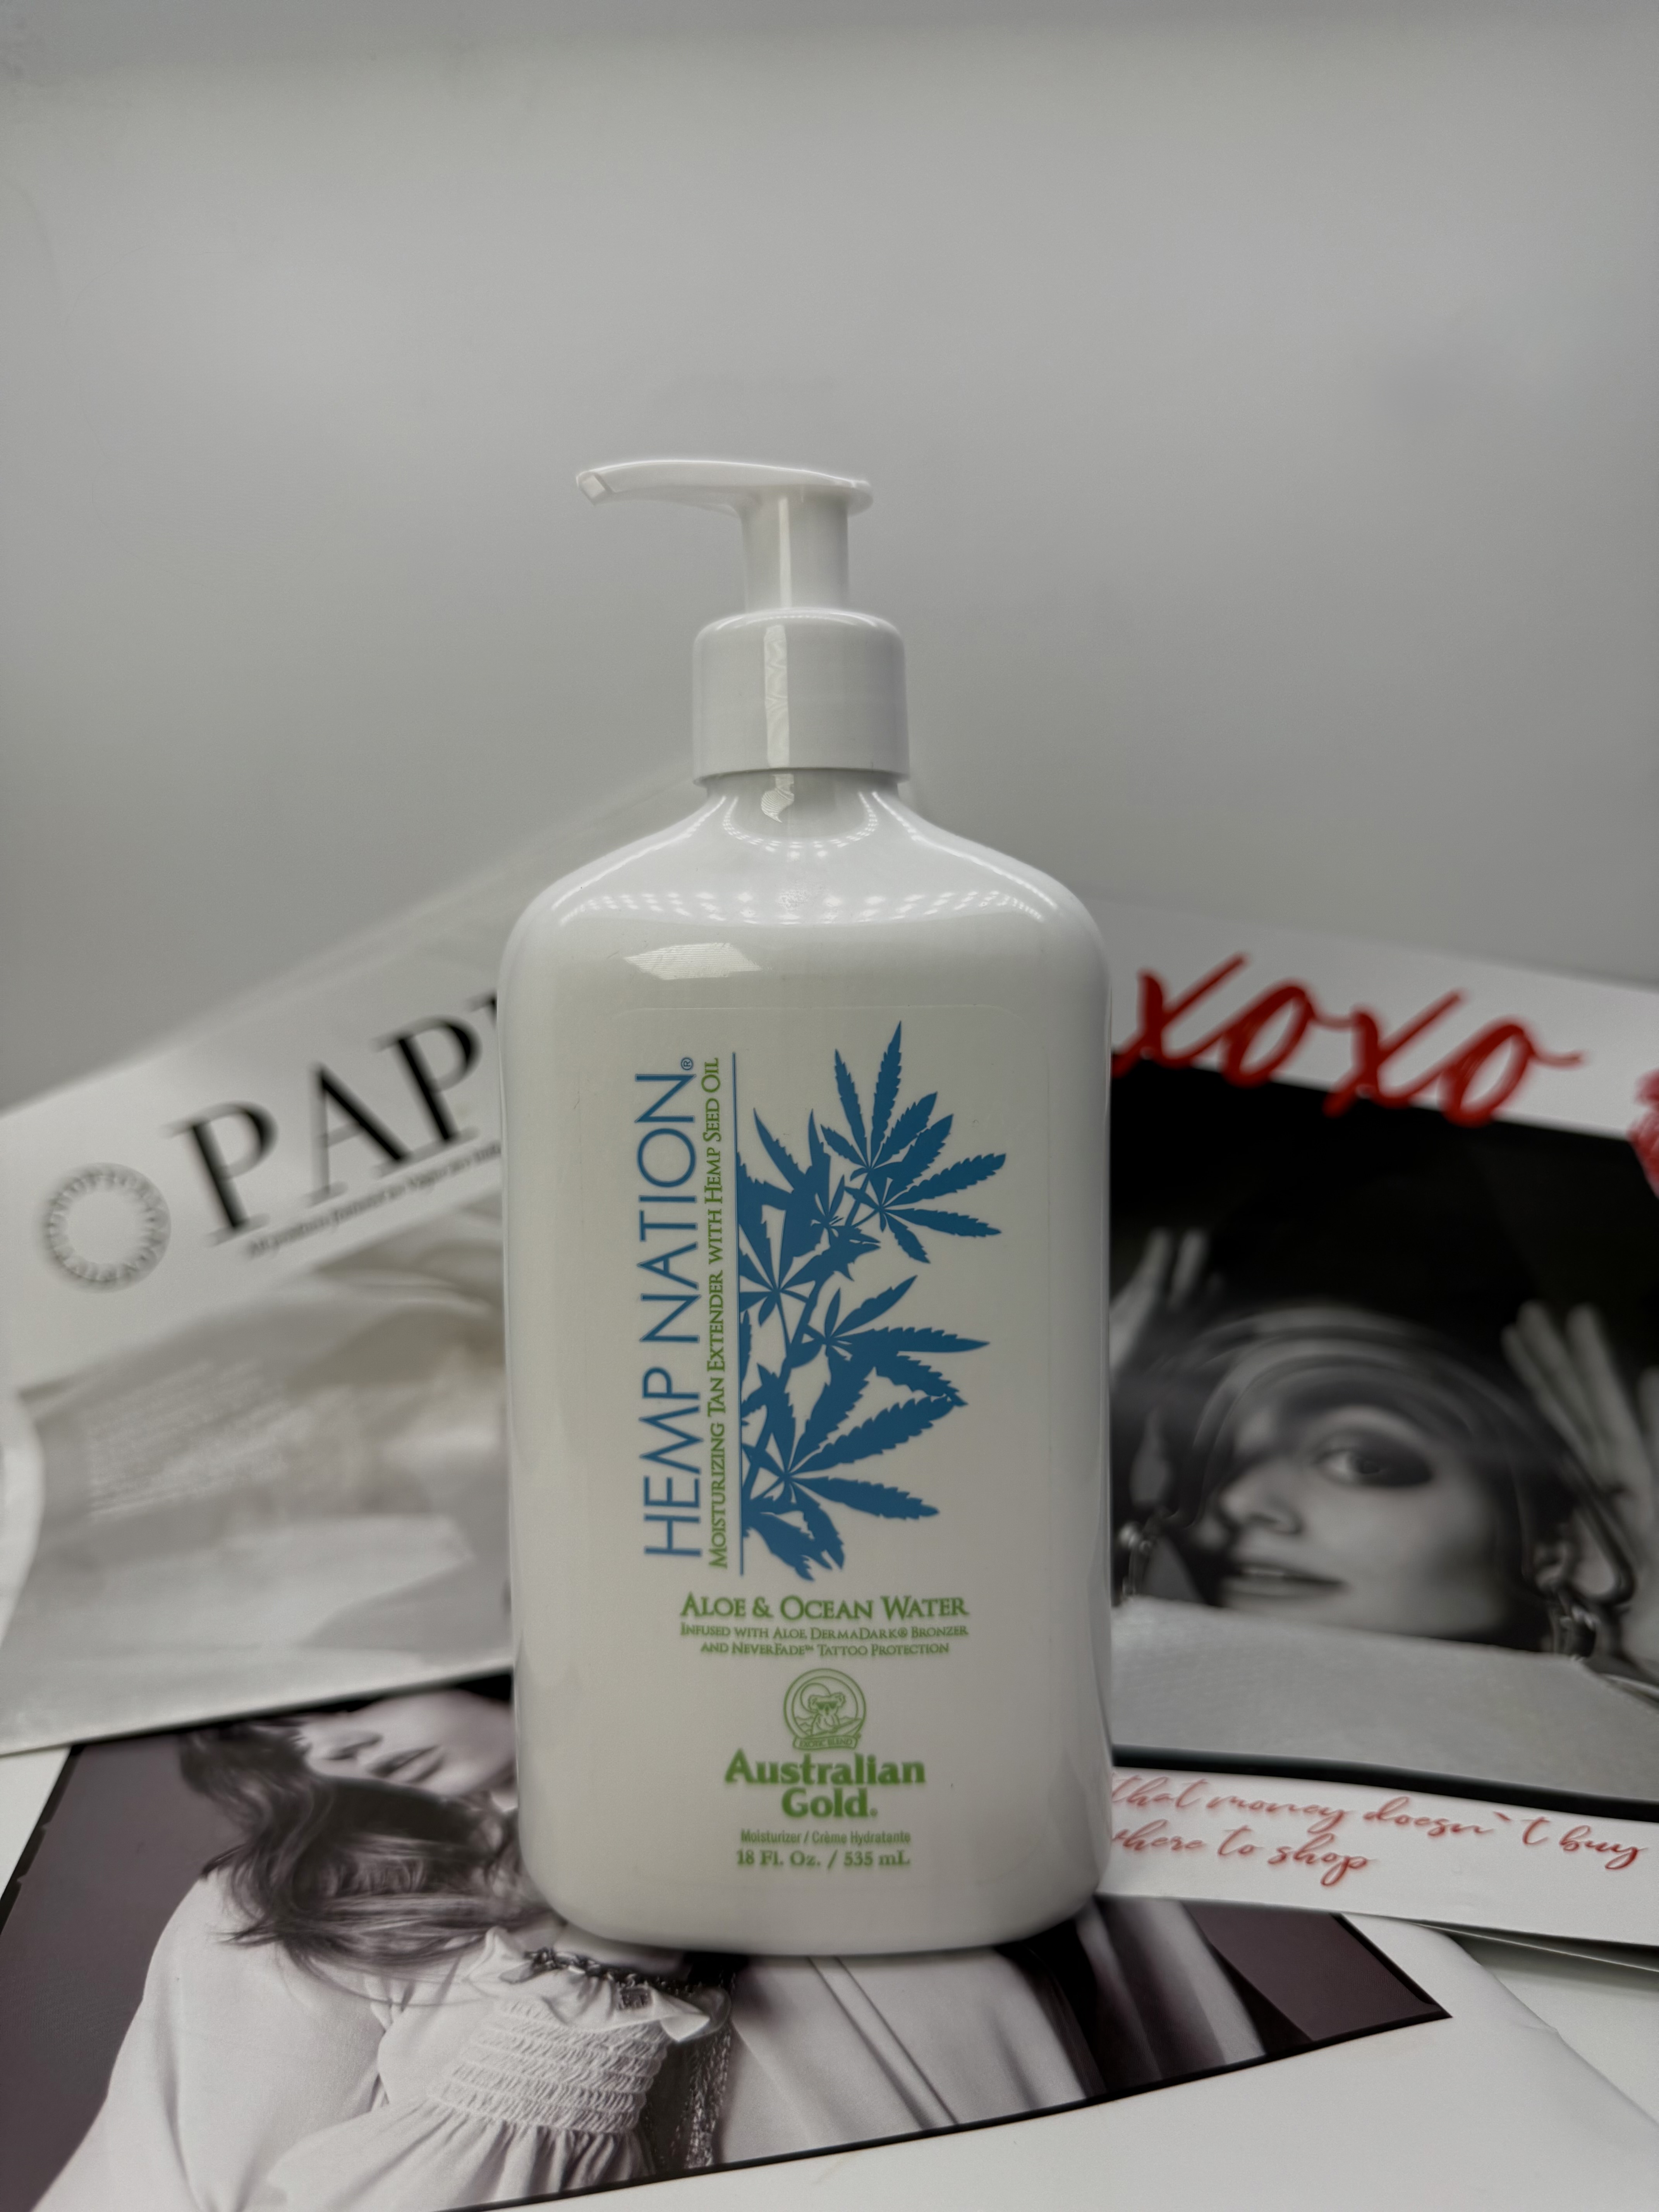 PAP
xoxo
HEMP NATION®
MOISTURIZING TAN EXTENDER WITH HEMP SEED OIL
ALOE & OCEAN WATER
INFUSED WITH ALOE, DERMADARK® BRONZER
AND NEVERFADE™ TATTOO PROTECTION
Australian
Gold.
Moisturizer / Crème Hydratante
18 Fl. Oz. / 535 mL
that money doesn`t buy
where to shop